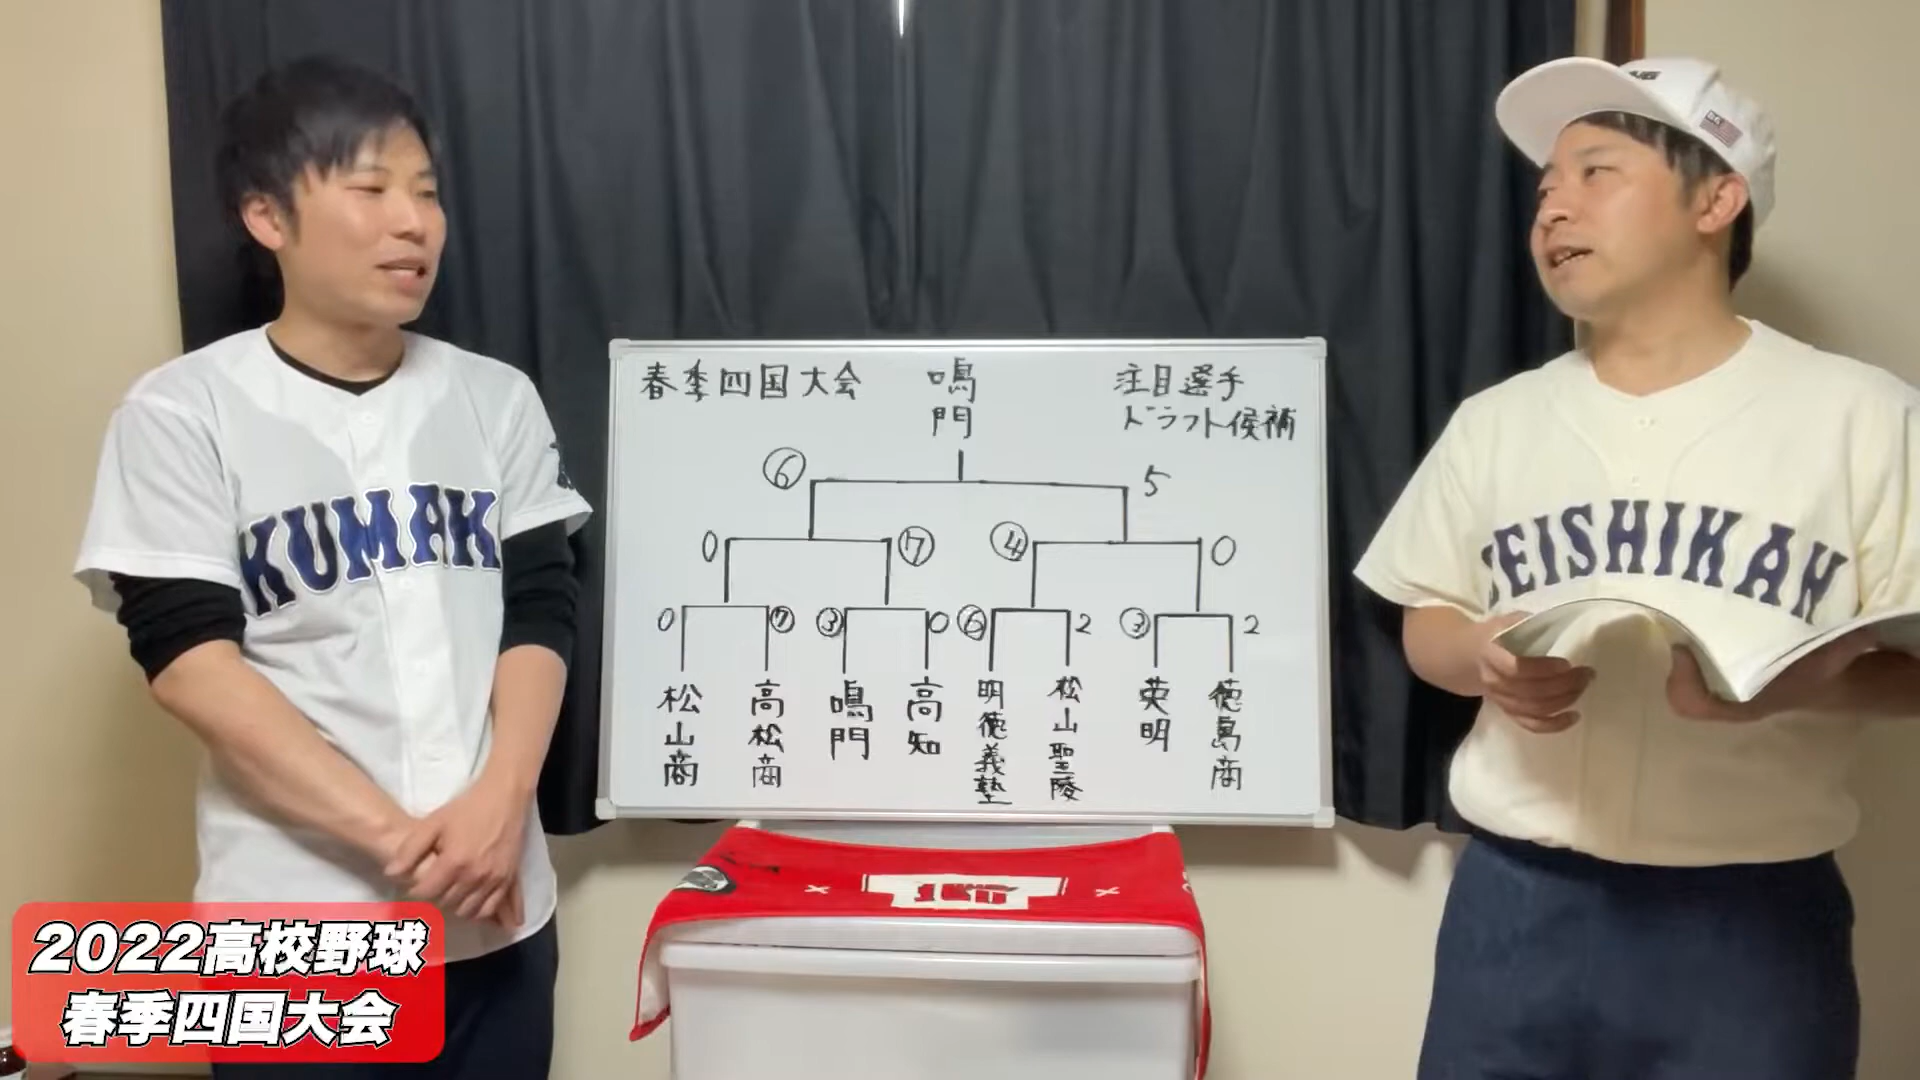 春季四国大会
鳴門
注目選手
ドラフト候補
⑥ 5
0 ⑦ ④ 0
0 ⑦ ③ 0 ⑥ 2 ③ 2
松山商
高松商
鳴門
高知
明徳義塾
松山聖陵
英明
徳島商
KUMAK
SEISHIKAN
2022高校野球
春季四国大会